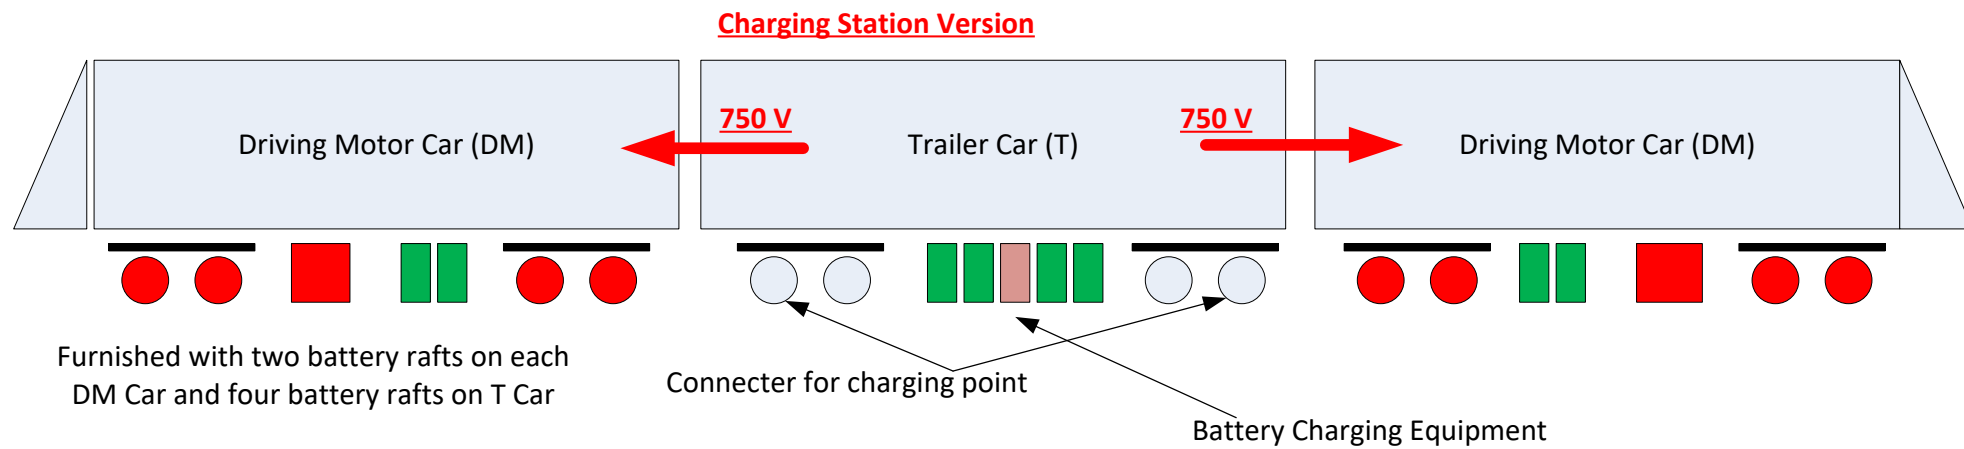 Charging Station Version
750 V
750 V
Driving Motor Car (DM)
Trailer Car (T)
Driving Motor Car (DM)
Furnished with two battery rafts on each
DM Car and four battery rafts on T Car
Connecter for charging point
Battery Charging Equipment